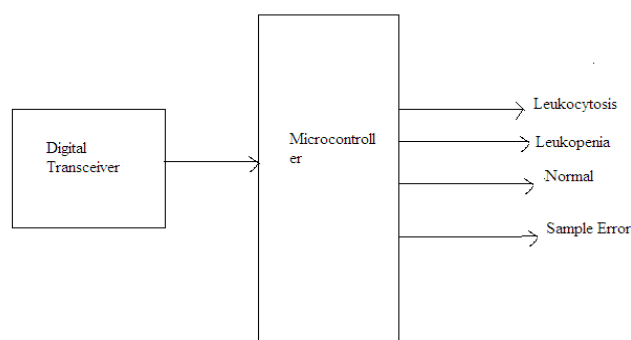 Digital
Transceiver
Microcontroll
er
Leukocytosis
Leukopenia
Normal
Sample Error